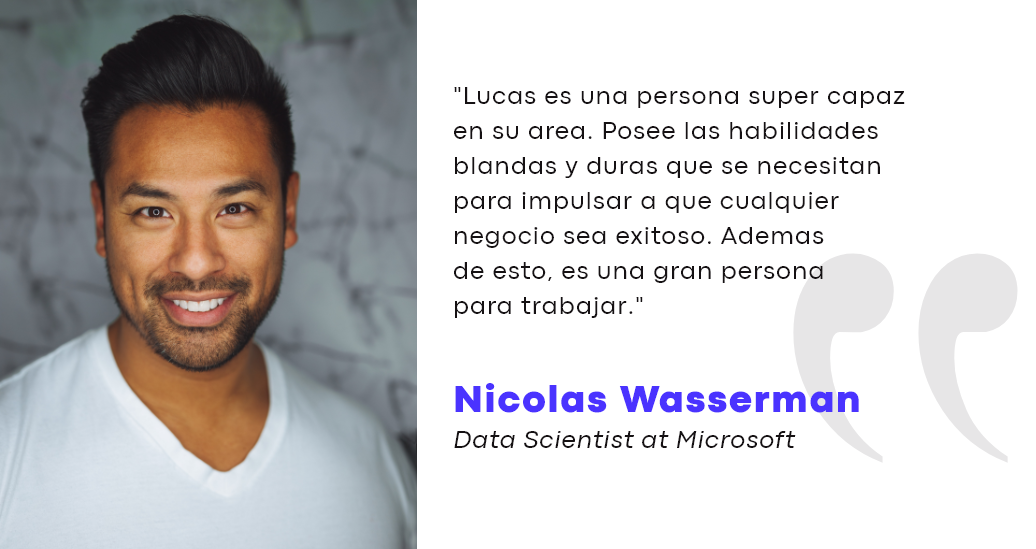 "Lucas es una persona super capaz
en su area. Posee las habilidades
blandas y duras que se necesitan
para impulsar a que cualquier
negocio sea exitoso. Ademas
de esto, es una gran persona
para trabajar."
Nicolas Wasserman
Data Scientist at Microsoft